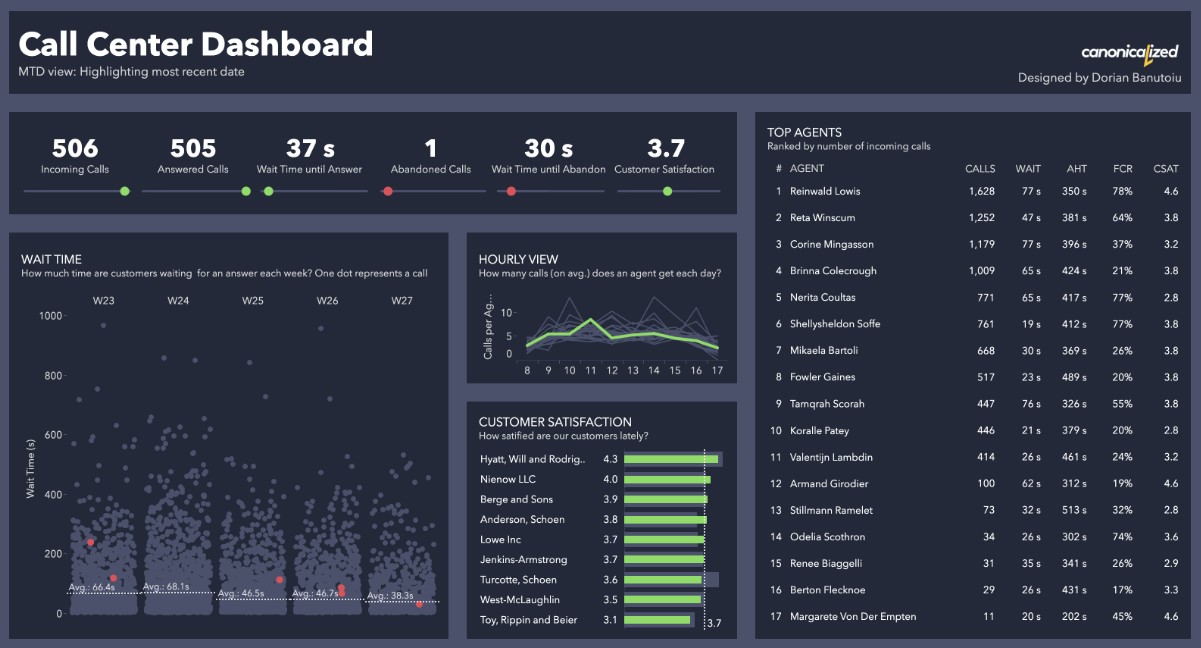 Call Center Dashboard
MTD view: Highlighting most recent date
canonicalized
Designed by Dorian Banutoiu
506 505 37 s 1 30 s 3.7
Incoming Calls Answered Calls Wait Time until Answer Abandoned Calls Wait Time until Abandon Customer Satisfaction
WAIT TIME
How much time are customers waiting for an answer each week? One dot represents a call
W23 W24 W25 W26 W27
1000
800
600
400
200
0
Wait Time (s)
Avg.: 66.4s Avg.: 68.1s Avg.: 46.5s Avg.: 46.7s Avg.: 38.3s
HOURLY VIEW
How many calls (on avg.) does an agent get each day?
Calls per Ag...
10
5
0
8 9 10 11 12 13 14 15 16 17
CUSTOMER SATISFACTION
How satified are our customers lately?
Hyatt, Will and Rodrig.. 4.3
Nienow LLC 4.0
Berge and Sons 3.9
Anderson, Schoen 3.8
Lowe Inc 3.7
Jenkins-Armstrong 3.7
Turcotte, Schoen 3.6
West-McLaughlin 3.5
Toy, Rippin and Beier 3.1
3.7
TOP AGENTS
Ranked by number of incoming calls
# AGENT CALLS WAIT AHT FCR CSAT
1 Reinwald Lowis 1,628 77 s 350 s 78% 4.6
2 Reta Winscum 1,252 47 s 381 s 64% 3.8
3 Corine Mingasson 1,179 77 s 396 s 37% 3.2
4 Brinna Colecrough 1,009 65 s 424 s 21% 3.8
5 Nerita Coultas 771 65 s 417 s 77% 2.8
6 Shellysheldon Soffe 761 19 s 412 s 77% 3.8
7 Mikaela Bartoli 668 30 s 369 s 26% 3.8
8 Fowler Gaines 517 23 s 489 s 20% 3.8
9 Tamqrah Scorah 447 76 s 326 s 55% 3.8
10 Koralle Patey 446 21 s 379 s 20% 2.8
11 Valentijn Lambdin 414 26 s 461 s 24% 3.2
12 Armand Girodier 100 62 s 312 s 19% 4.6
13 Stillmann Ramelet 73 32 s 513 s 32% 2.8
14 Odelia Scothron 34 26 s 302 s 74% 3.6
15 Renee Biaggelli 31 35 s 341 s 26% 2.9
16 Berton Flecknoe 29 26 s 431 s 17% 3.3
17 Margarete Von Der Empten 11 20 s 202 s 45% 4.6